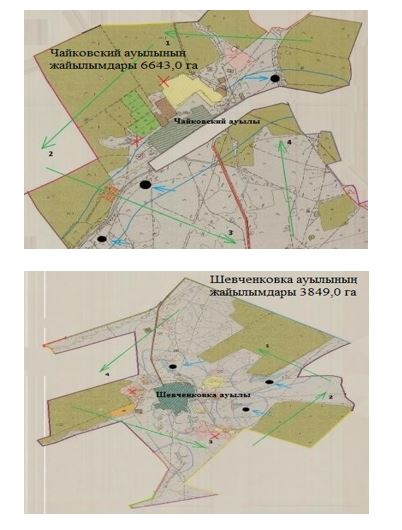 1
Чайковский ауылының
жайылымдары 6643,0 га
Чайковский ауылы
2
4
3
Шевченковка ауылының
жайылымдары 3849,0 га
1
4
Шевченковка ауылы
2
3